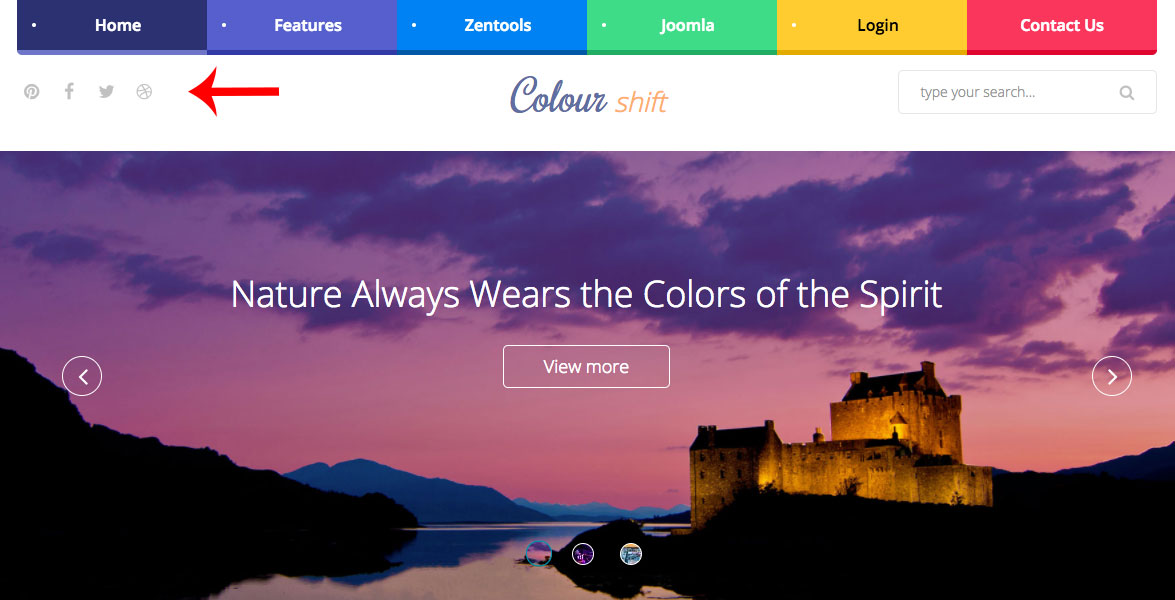 Home Features Zentools Joomla Login Contact Us
Colour shift type your search...
Nature Always Wears the Colors of the Spirit
View more